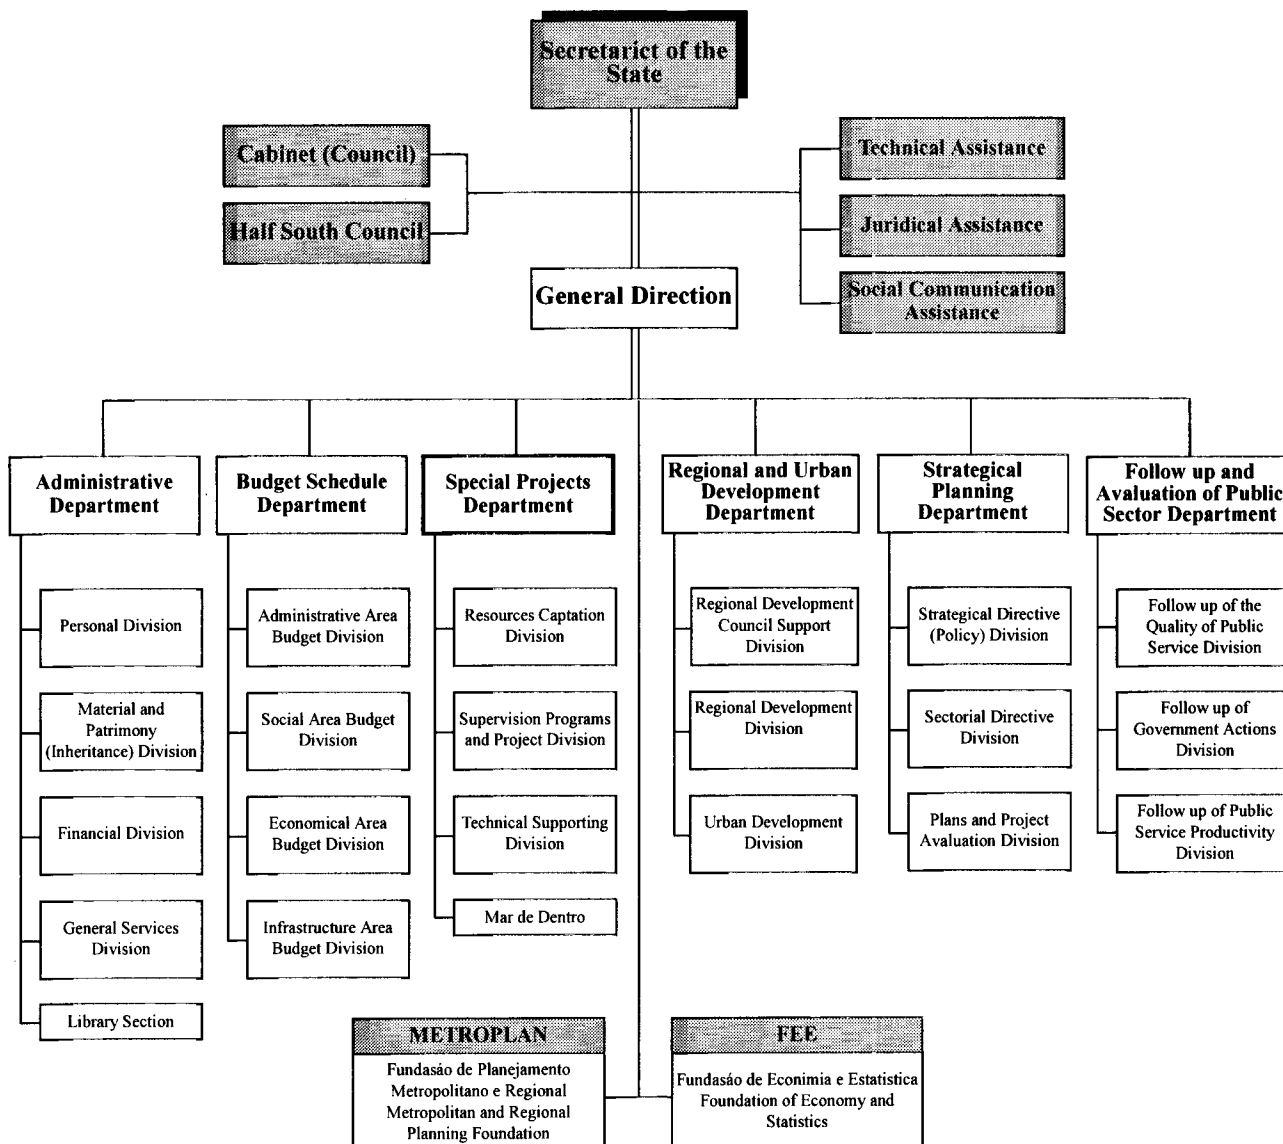 Secretarict of the
State
Cabinet (Council)
Half South Council
Technical Assistance
Juridical Assistance
Social Communication
Assistance
General Direction
Administrative
Department
Personal Division
Material and
Patrimony
(Inheritance) Division
Financial Division
General Services
Division
Library Section
Budget Schedule
Department
Administrative Area
Budget Division
Social Area Budget
Division
Economical Area
Budget Division
Infrastructure Area
Budget Division
Special Projects
Department
Resources Captation
Division
Supervision Programs
and Project Division
Technical Supporting
Division
Mar de Dentro
Regional and Urban
Development
Department
Regional Development
Council Support
Division
Regional Development
Division
Urban Development
Division
Strategical
Planning
Department
Strategical Directive
(Policy) Division
Sectorial Directive
Division
Plans and Project
Avaluation Division
Follow up and
Avaluation of Public
Sector Department
Follow up of the
Quality of Public
Service Division
Follow up of
Government Actions
Division
Follow up of Public
Service Productivity
Division
METROPLAN
Fundasáo de Planejamento
Metropolitano e Regional
Metropolitan and Regional
Planning Foundation
FEE
Fundasáo de Econimia e Estatistica
Foundation of Economy and
Statistics